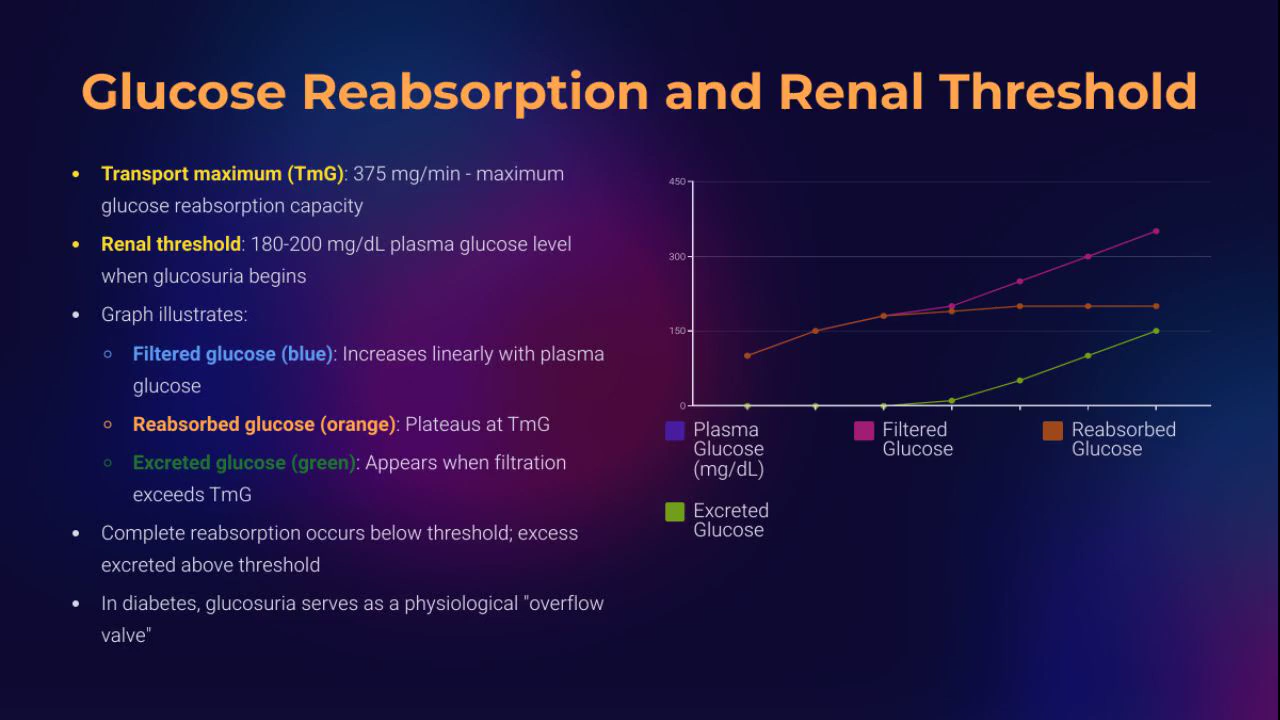 Glucose Reabsorption and Renal Threshold
• Transport maximum (TmG): 375 mg/min - maximum
glucose reabsorption capacity
• Renal threshold: 180-200 mg/dL plasma glucose level
when glucosuria begins
• Graph illustrates:
○ Filtered glucose (blue): Increases linearly with plasma
glucose
○ Reabsorbed glucose (orange): Plateaus at TmG
○ Excreted glucose (green): Appears when filtration
exceeds TmG
• Complete reabsorption occurs below threshold; excess
excreted above threshold
• In diabetes, glucosuria serves as a physiological "overflow
valve"
450
300
150
0
Plasma
Glucose
(mg/dL)
Filtered
Glucose
Reabsorbed
Glucose
Excreted
Glucose